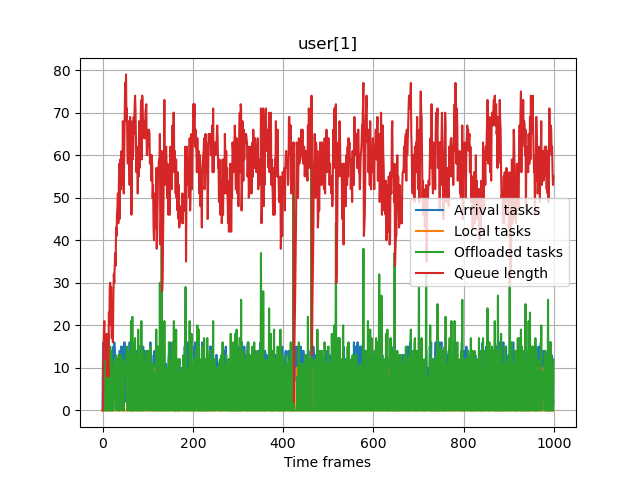 user[1]
80
70
60
50
40
30
20
10
0
Arrival tasks
Local tasks
Offloaded tasks
Queue length
0 200 400 600 800 1000
Time frames